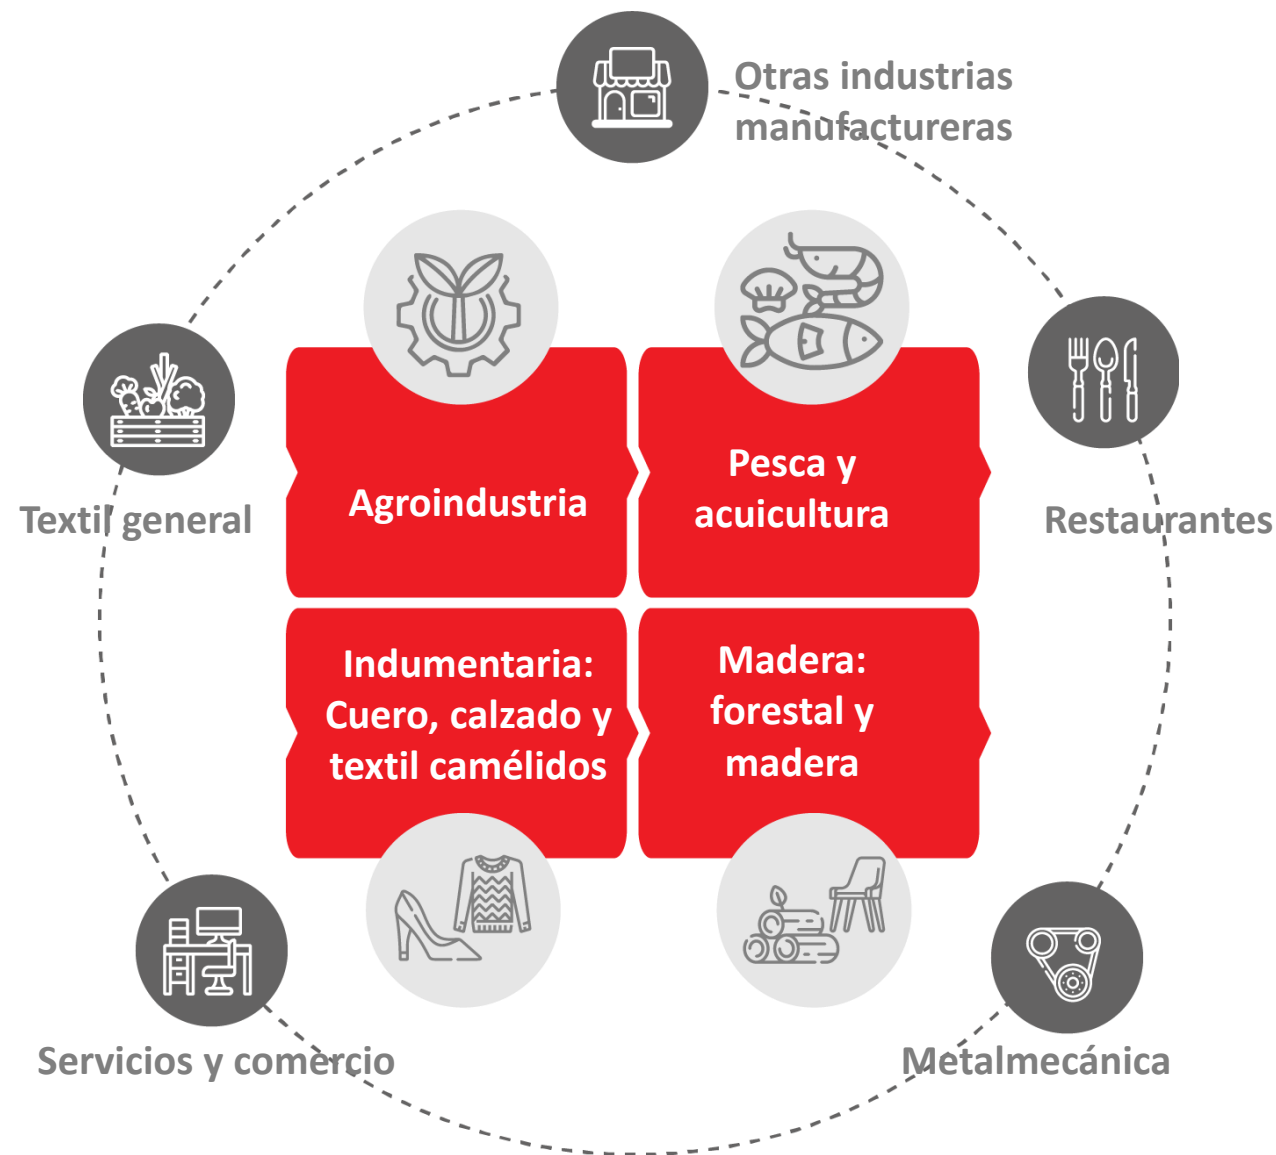 Otras industrias
manufactureras
Agroindustria
Pesca y
acuicultura
Textil general
Restaurantes
Indumentaria:
Cuero, calzado y
textil camélidos
Madera:
forestal y
madera
Servicios y comercio
Metalmecánica